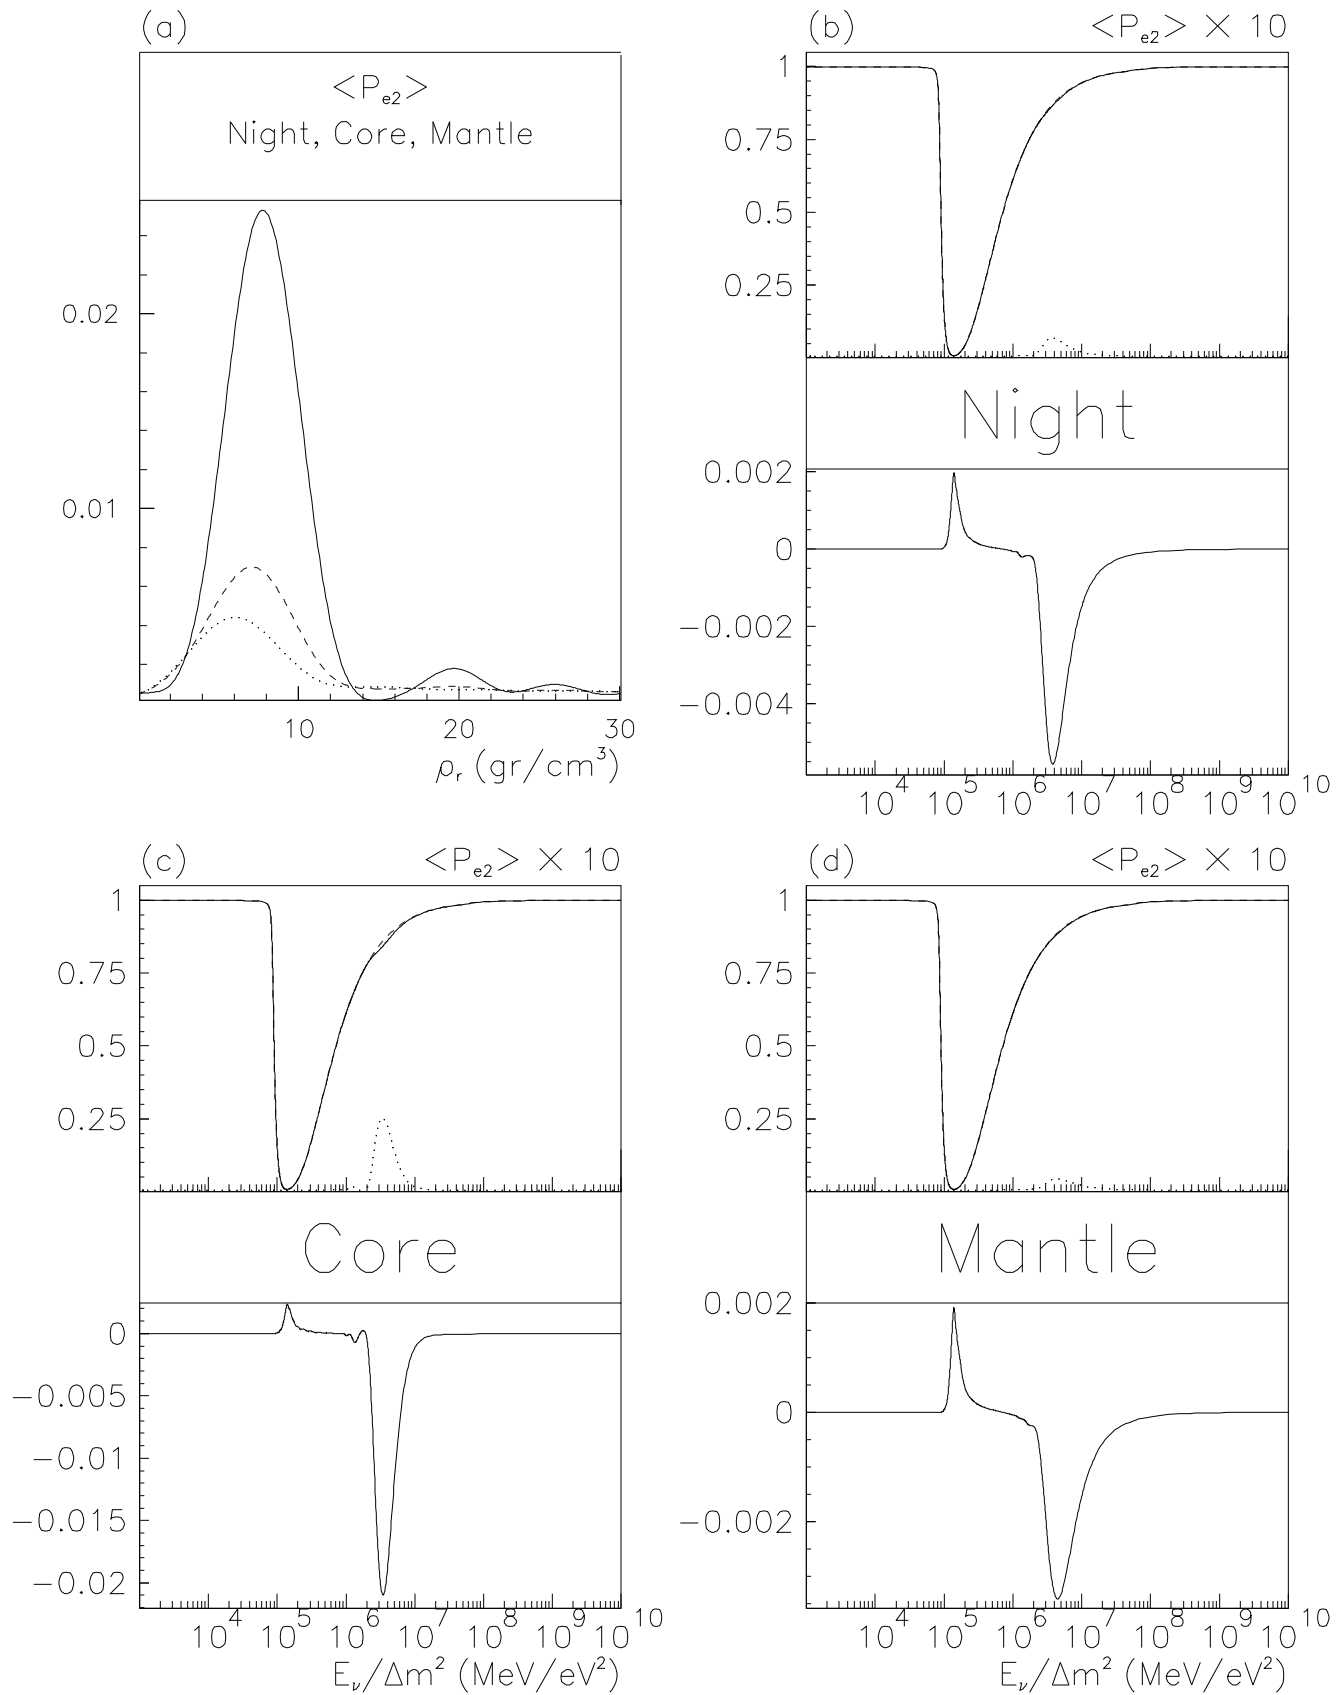 (a)
<P_e2>
Night, Core, Mantle
0.02
0.01
10 20 30
ρ_r (gr/cm³)
(b) <P_e2> × 10
1
0.75
0.5
0.25
Night
0.002
0
−0.002
−0.004
10⁴ 10⁵ 10⁶ 10⁷ 10⁸ 10⁹ 10¹⁰
(c) <P_e2> × 10
1
0.75
0.5
0.25
Core
0
−0.005
−0.01
−0.015
−0.02
10⁴ 10⁵ 10⁶ 10⁷ 10⁸ 10⁹ 10
E_ν/Δm² (MeV/eV²)
(d) <P_e2> × 10
1
0.75
0.5
0.25
Mantle
0.002
0
−0.002
10⁴ 10⁵ 10⁶ 10⁷ 10⁸ 10⁹ 10¹⁰
E_ν/Δm² (MeV/eV²)